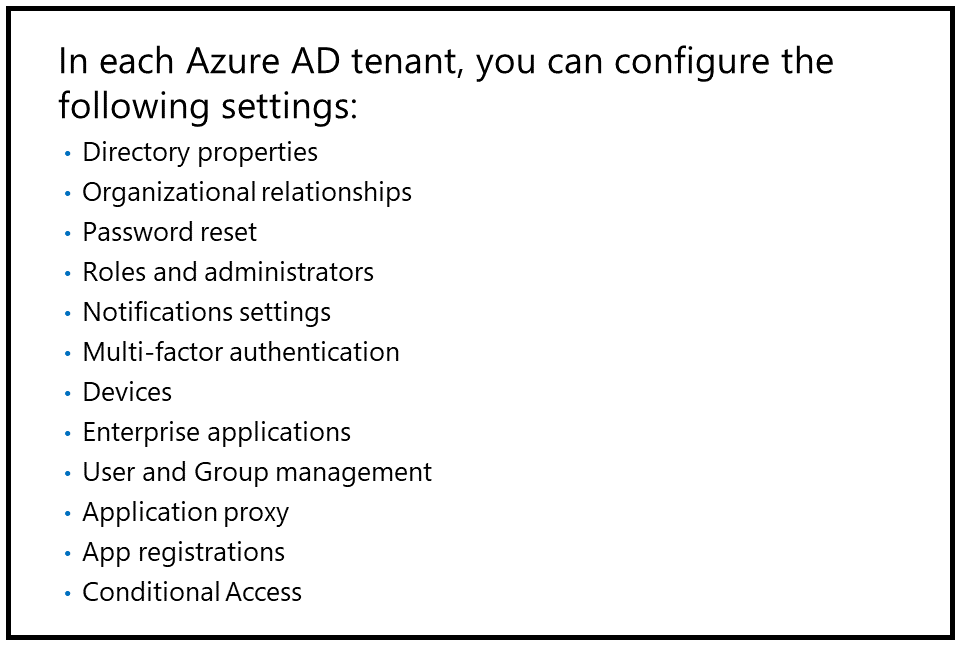 In each Azure AD tenant, you can configure the
following settings:
• Directory properties
• Organizational relationships
• Password reset
• Roles and administrators
• Notifications settings
• Multi-factor authentication
• Devices
• Enterprise applications
• User and Group management
• Application proxy
• App registrations
• Conditional Access